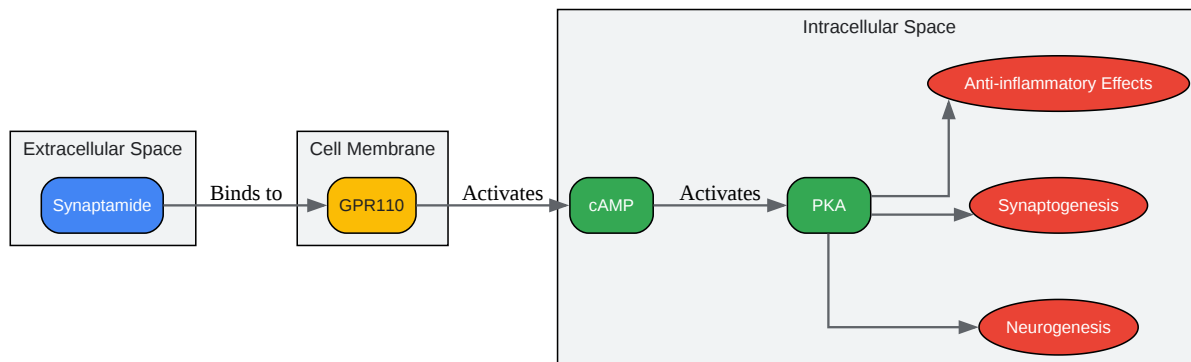 Intracellular Space
Anti-inflammatory Effects
Extracellular Space
Cell Membrane
Synaptamide
Binds to
GPR110
Activates
cAMP
Activates
PKA
Synaptogenesis
Neurogenesis